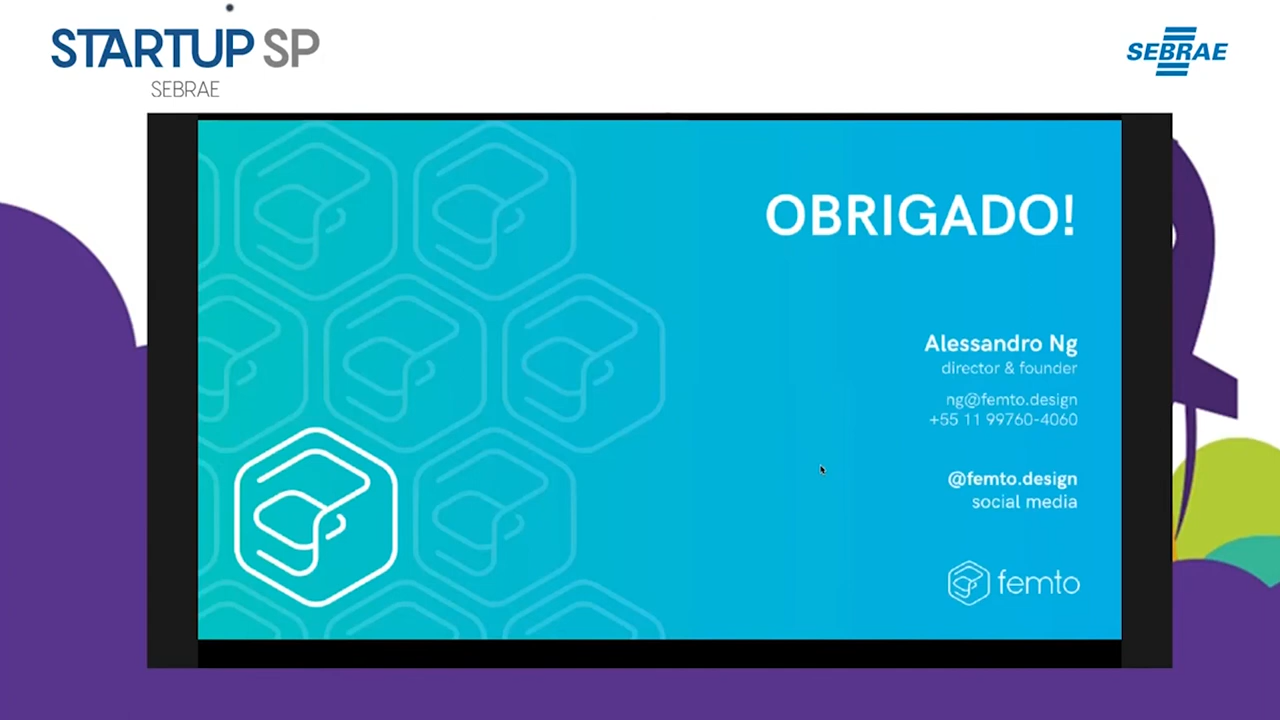 STARTUP SP
SEBRAE
SEBRAE
OBRIGADO!
Alessandro Ng
director & founder
ng@femto.design
+55 11 99760-4060
@femto.design
social media
femto